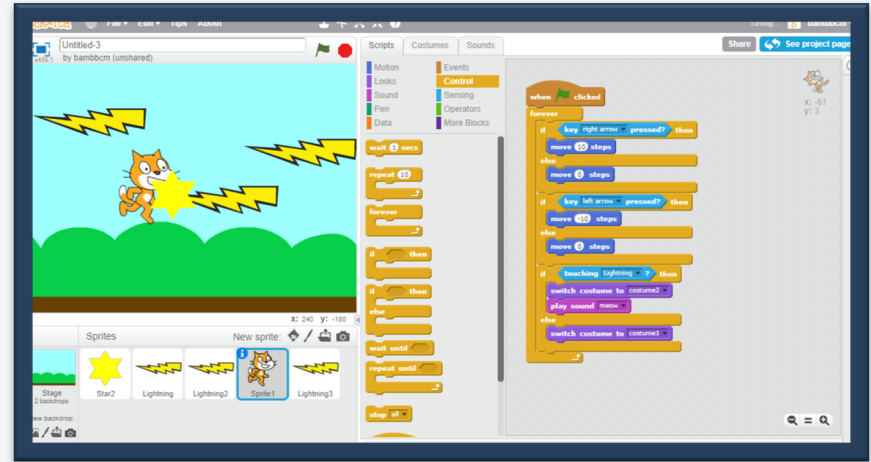 SCRATCH File▾ Edit▾ Tips About
Saving... bambbcm
Untitled-3
by bambbcm (unshared)
v458.1
Scripts Costumes Sounds
Share
See project page
Motion Events
Looks Control
Sound Sensing
Pen Operators
Data More Blocks
wait 1 secs
repeat 10
forever
if then
if then
else
wait until
repeat until
stop all
when clicked
forever
if key right arrow pressed? then
move 10 steps
else
move 0 steps
if key left arrow pressed? then
move -10 steps
else
move 0 steps
if touching Lightning ? then
switch costume to costume2
play sound meow
else
switch costume to costume1
x: -61
y: 3
X: 240 y: -180
Sprites New sprite:
Stage
2 backdrops
New backdrop:
Star2 Lightning Lightning2 Sprite1 Lightning3